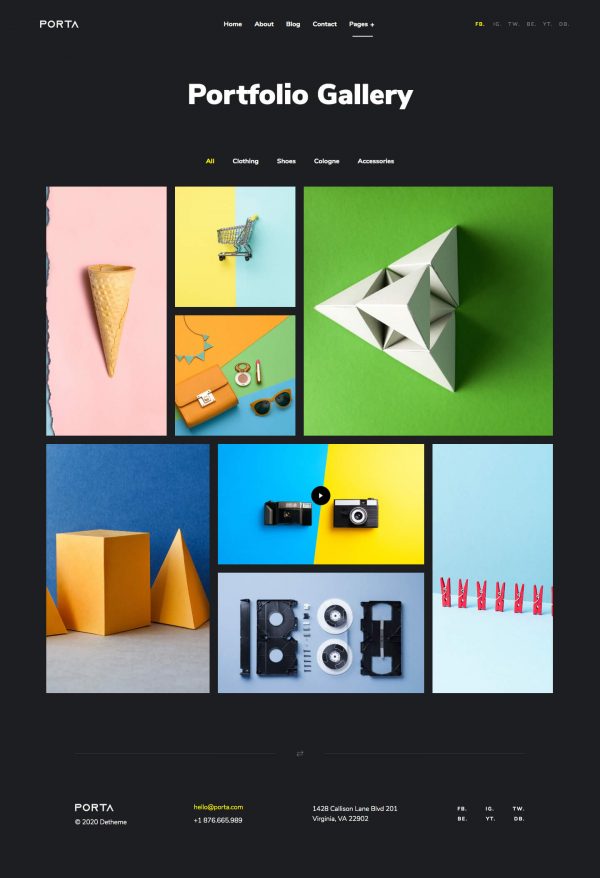 PORTA
Home About Blog Contact Pages +
FB. IG. TW. BE. YT. DB.
Portfolio Gallery
All Clothing Shoes Cologne Accessories
PORTA
© 2020 Detheme
hello@porta.com
+1 876.665.989
1428 Callison Lane Blvd 201
Virginia, VA 22902
FB. IG. TW.
BE. YT. DB.